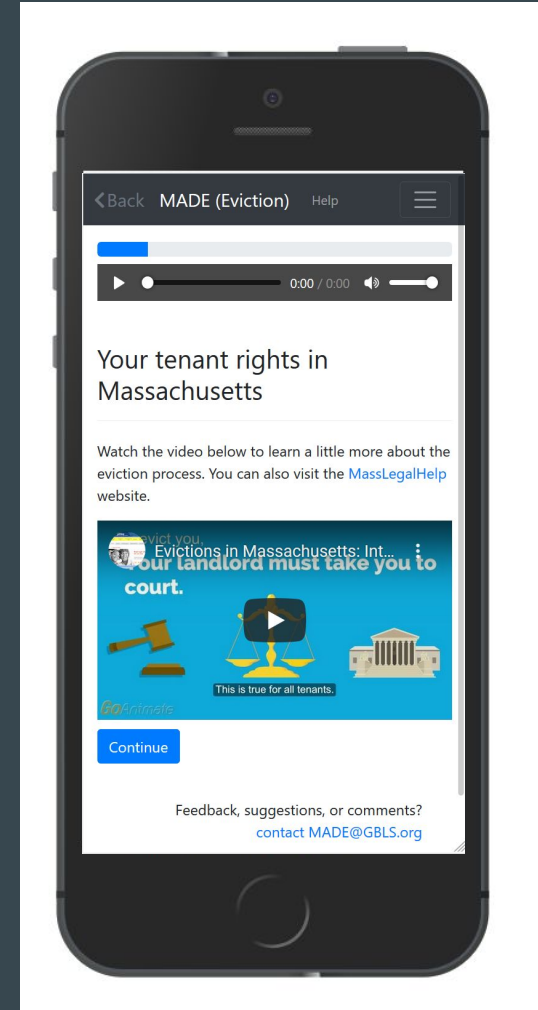 Back MADE (Eviction) Help
0:00 / 0:00
Your tenant rights in
Massachusetts
Watch the video below to learn a little more about the
eviction process. You can also visit the MassLegalHelp
website.
evict you,
Evictions in Massachusetts: Int...
Your landlord must take you to
court.
This is true for all tenants.
GoAnimate
Continue
Feedback, suggestions, or comments?
contact MADE@GBLS.org